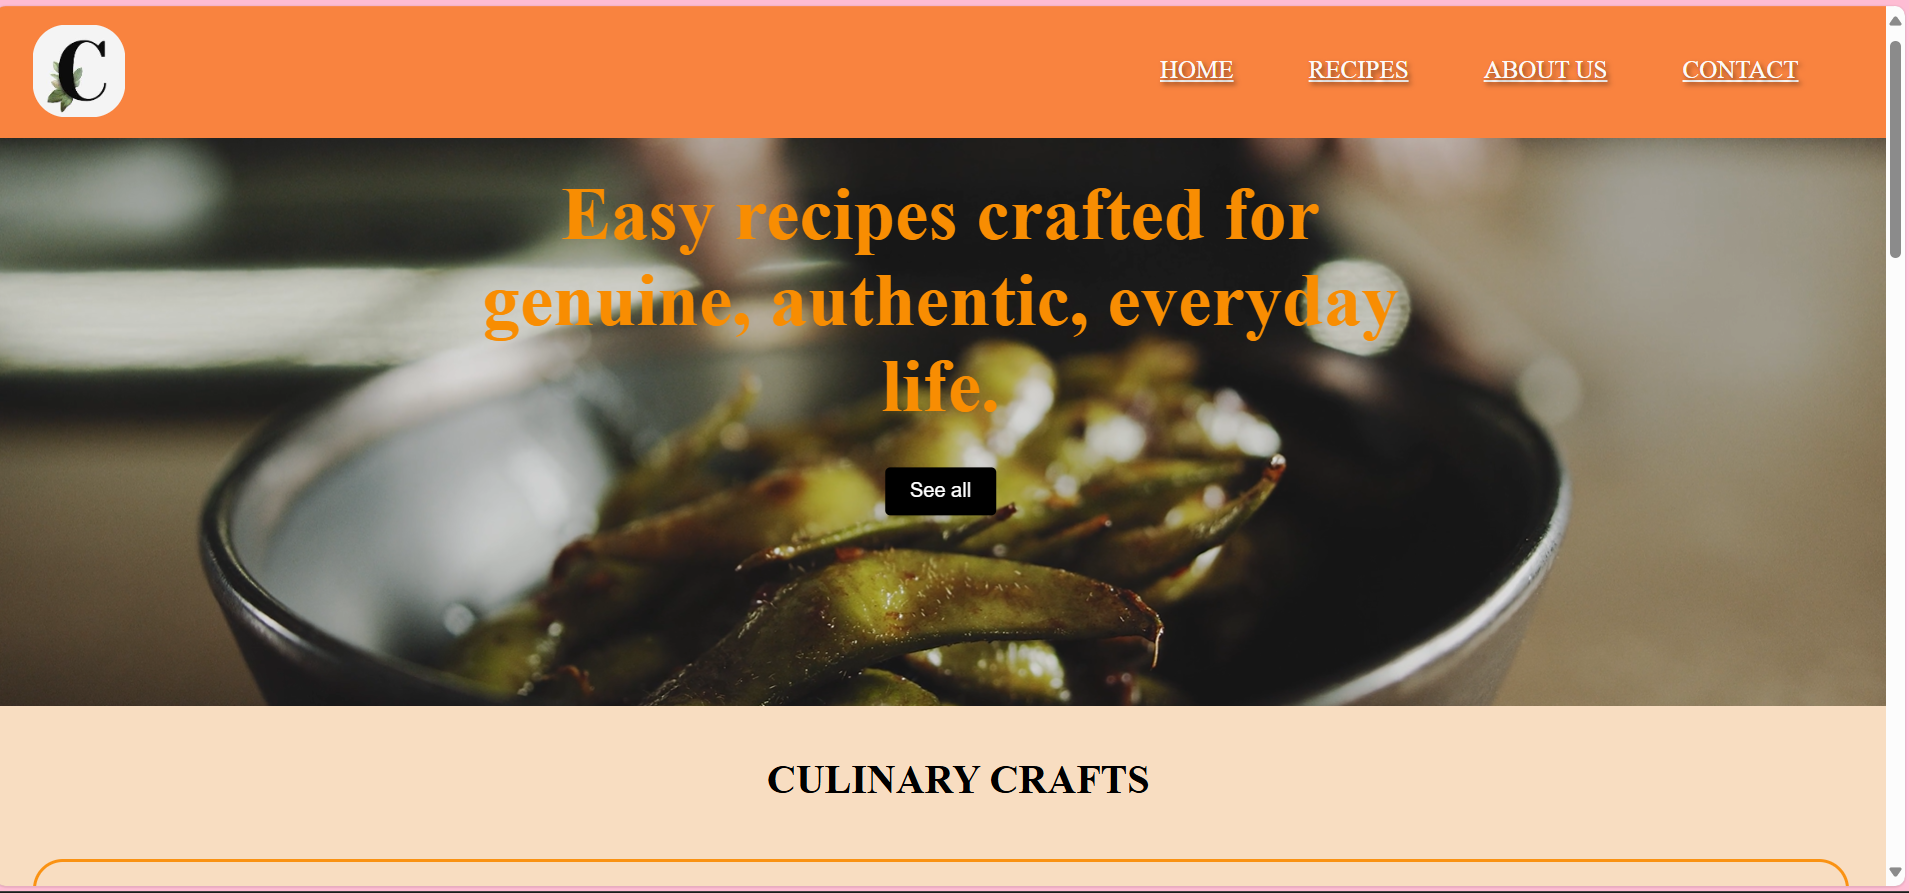 C
HOME RECIPES ABOUT US CONTACT
Easy recipes crafted for
genuine, authentic, everyday
life.
See all
CULINARY CRAFTS